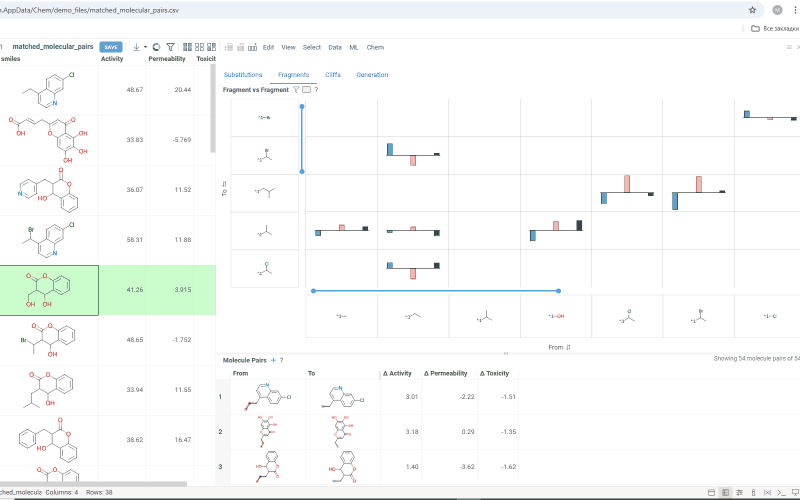 n.AppData/Chem/demo_files/matched_molecular_pairs.csv
M
Все закладки
matched_molecular_pairs SAVE Edit View Select Data ML Chem
smiles Activity Permeability Toxicit
48.67 20.44
33.83 -5.769
36.07 11.52
58.31 11.88
41.26 3.915
48.65 -1.752
33.94 11.55
38.62 16.47
Substitutions Fragments Cliffs Generation
Fragment vs Fragment ?
To
From
Molecule Pairs + ?
Showing 54 molecule pairs of 54
From To Δ Activity Δ Permeability Δ Toxicity
1 3.01 -2.22 -1.51
2 3.18 0.29 -1.35
3 1.40 -3.62 -1.62
tched_molecula Columns: 4 Rows: 38